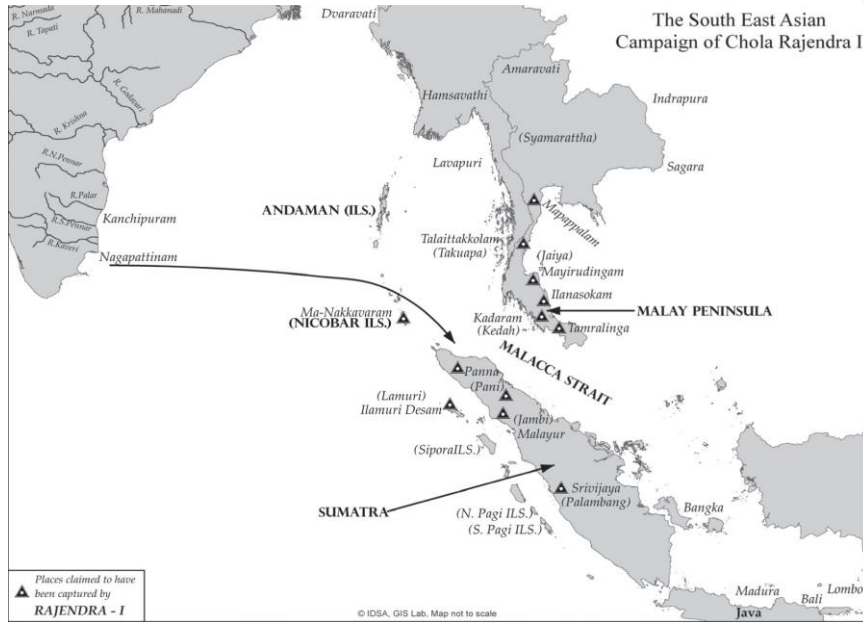 The South East Asian
Campaign of Chola Rajendra I
R. Narmada
R. Tapati
R. Mahanadi
R. Godavari
R. Krishna
R.N.Pennar
R.Palar
R.S.Pennar
R.Kaveri
Kanchipuram
Nagapattinam
Dvaravati
Amaravati
Hamsavathi
Indrapura
(Syamarattha)
Lavapuri
Sagara
ANDAMAN (ILS.)
Mapappalam
Talaittakkolam
(Takuapa)
(Jaiya)
Mayirudingam
Ilanasokam
MALAY PENINSULA
Ma-Nakkavaram
(NICOBAR ILS.)
Kadaram
(Kedah)
Tamralinga
MALACCA STRAIT
Panna
(Pani)
(Lamuri)
Ilamuri Desam
(Jambi)
Malayur
(SiporaILS.)
Srivijaya
(Palambang)
SUMATRA
(N. Pagi ILS.)
(S. Pagi ILS.)
Bangka
Madura
Lombo
Bali
Java
Places claimed to have
been captured by
RAJENDRA - I
© IDSA, GIS Lab, Map not to scale